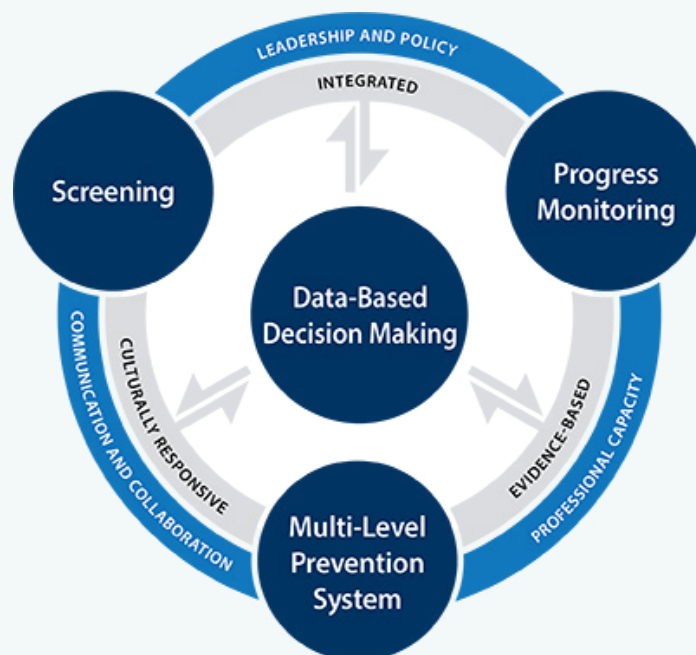 LEADERSHIP AND POLICY
INTEGRATED
Screening
Progress
Monitoring
Data-Based
Decision Making
COMMUNICATION AND COLLABORATION
CULTURALLY RESPONSIVE
EVIDENCE-BASED
PROFESSIONAL CAPACITY
Multi-Level
Prevention
System